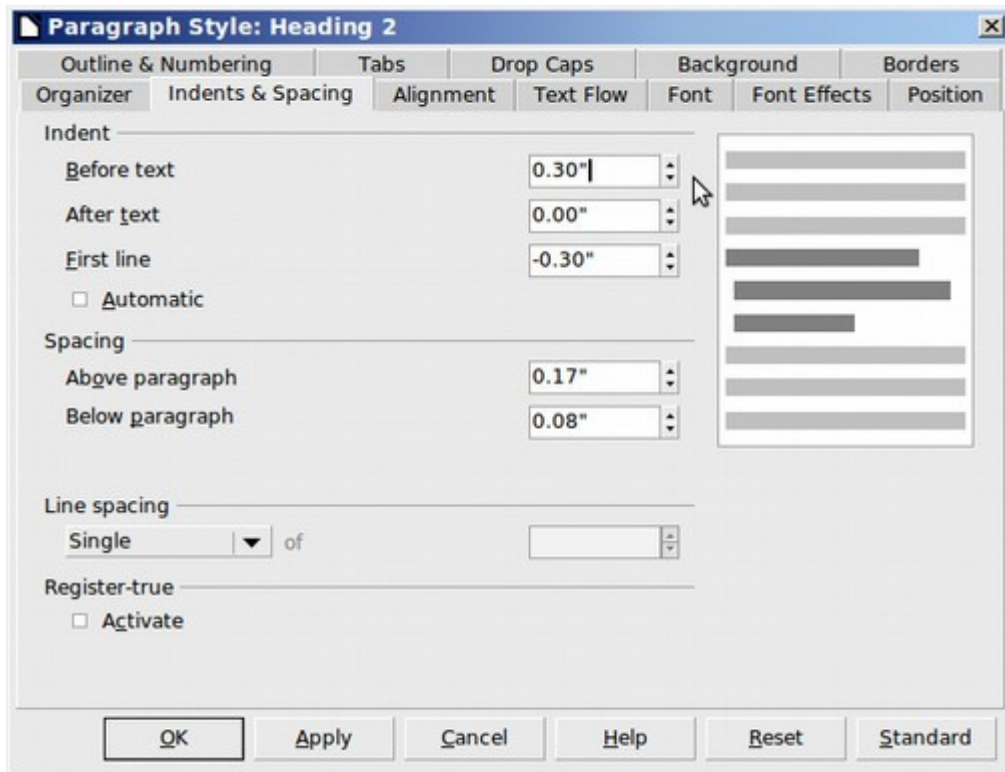 Paragraph Style: Heading 2
Outline & Numbering Tabs Drop Caps Background Borders
Organizer Indents & Spacing Alignment Text Flow Font Font Effects Position
Indent
Before text 0.30"
After text 0.00"
First line -0.30"
Automatic
Spacing
Above paragraph 0.17"
Below paragraph 0.08"
Line spacing
Single of
Register-true
Activate
OK Apply Cancel Help Reset Standard